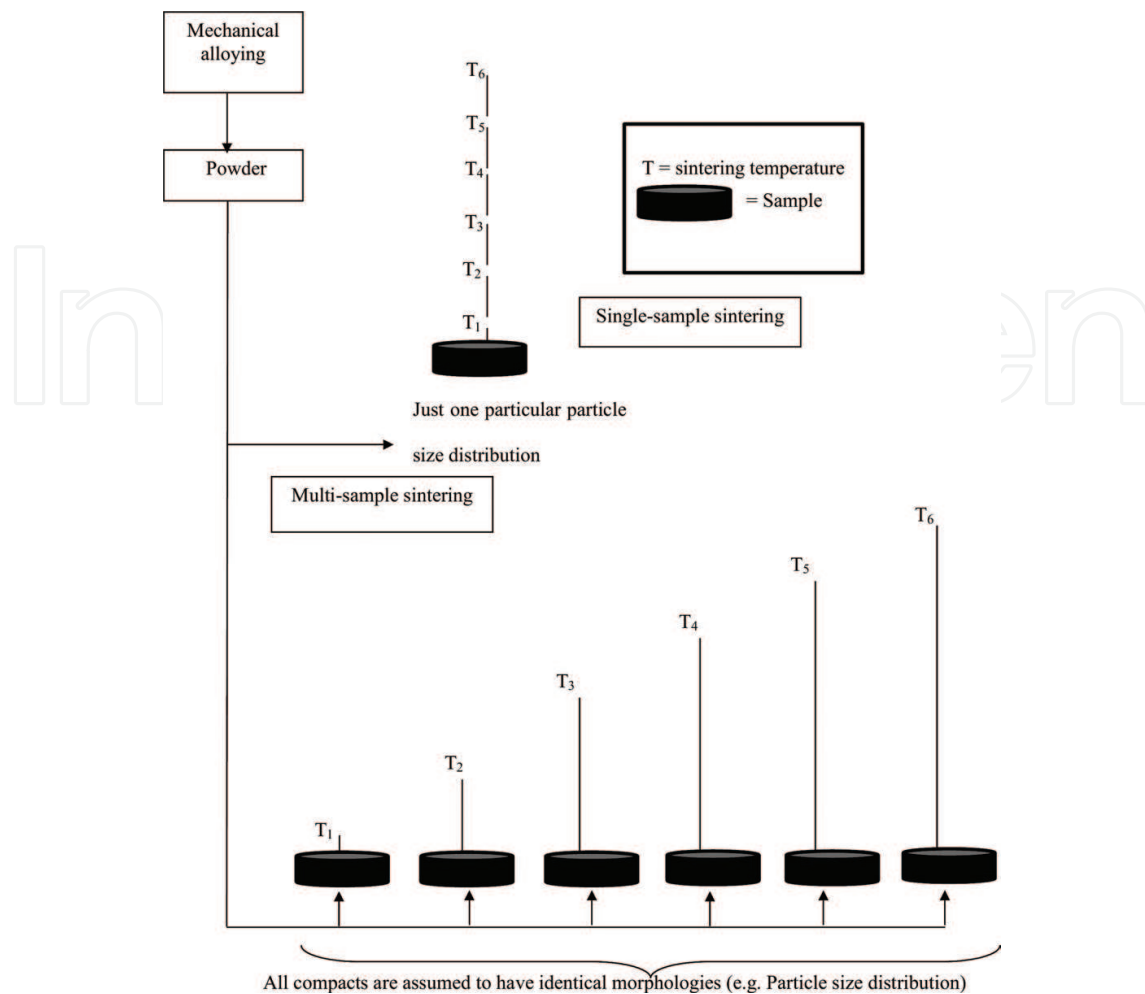 Mechanical
alloying
Powder
T₆
T₅
T₄
T₃
T₂
T₁
T = sintering temperature
= Sample
Single-sample sintering
Just one particular particle
size distribution
Multi-sample sintering
T₁
T₂
T₃
T₄
T₅
T₆
All compacts are assumed to have identical morphologies (e.g. Particle size distribution)
In
en